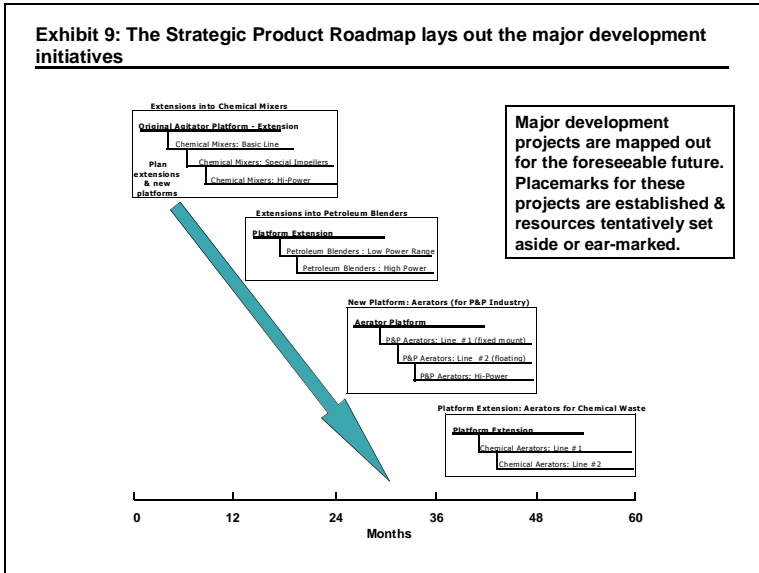 Exhibit 9: The Strategic Product Roadmap lays out the major development
initiatives
Extensions into Chemical Mixers
Original Agitator Platform - Extension
Chemical Mixers: Basic Line
Chemical Mixers: Special Impellers
Chemical Mixers: Hi-Power
Plan
extensions
& new
platforms
Major development
projects are mapped out
for the foreseeable future.
Placemarks for these
projects are established &
resources tentatively set
aside or ear-marked.
Extensions into Petroleum Blenders
Platform Extension
Petroleum Blenders : Low Power Range
Petroleum Blenders : High Power
New Platform: Aerators (for P&P Industry)
Aerator Platform
P&P Aerators: Line #1 (fixed mount)
P&P Aerators: Line #2 (floating)
P&P Aerators: Hi-Power
Platform Extension: Aerators for Chemical Waste
Platform Extension
Chemical Aerators: Line #1
Chemical Aerators: Line #2
0 12 24 36 48 60
Months